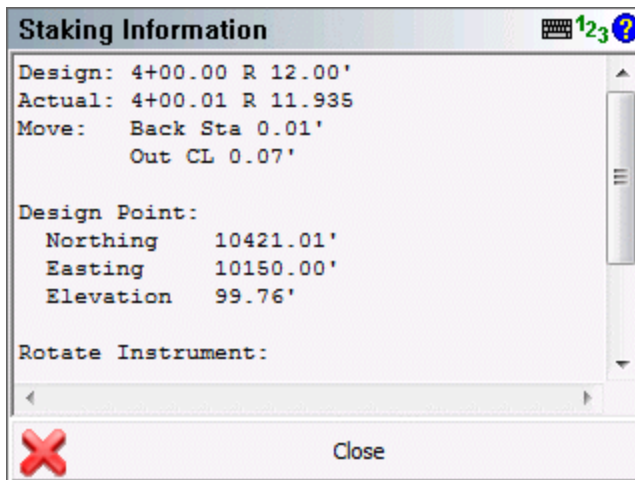 Staking Information 123?
Design: 4+00.00 R 12.00'
Actual: 4+00.01 R 11.935
Move: Back Sta 0.01'
Out CL 0.07'
Design Point:
Northing 10421.01'
Easting 10150.00'
Elevation 99.76'
Rotate Instrument:
Close